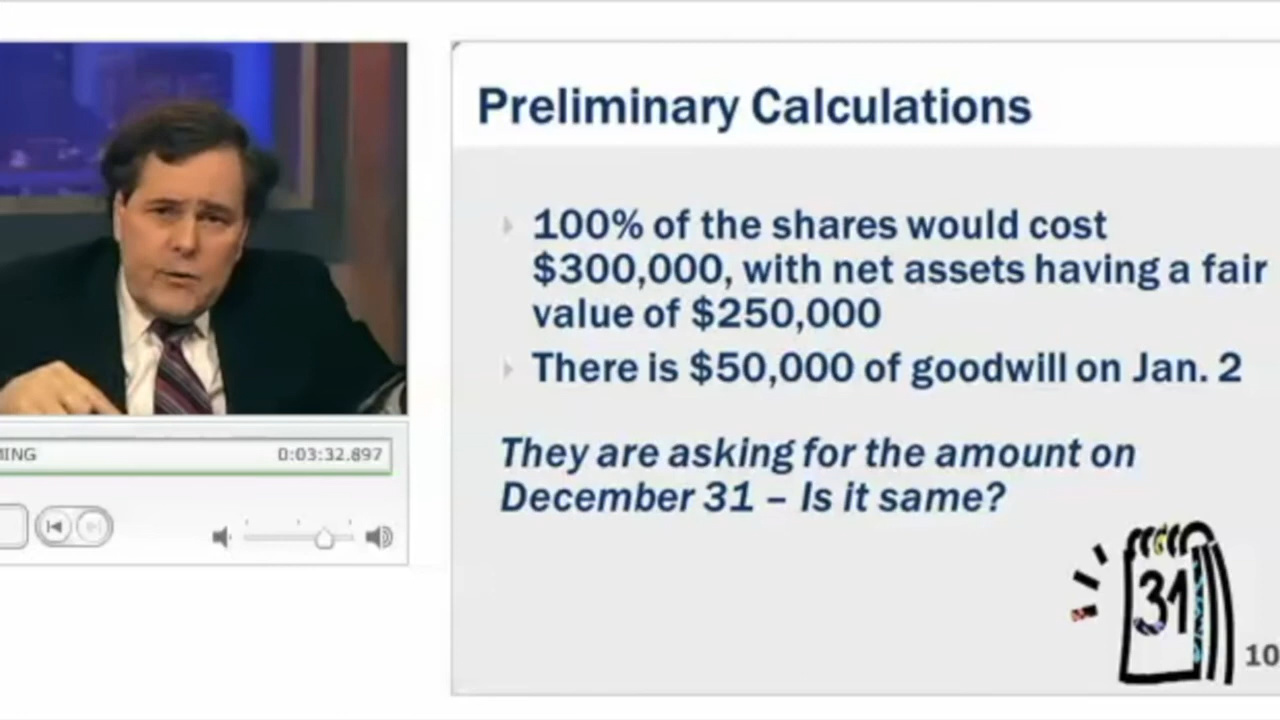 Preliminary Calculations
100% of the shares would cost
$300,000, with net assets having a fair
value of $250,000
There is $50,000 of goodwill on Jan. 2
They are asking for the amount on
December 31 – Is it same?
31
10
MING
0:03:32.897